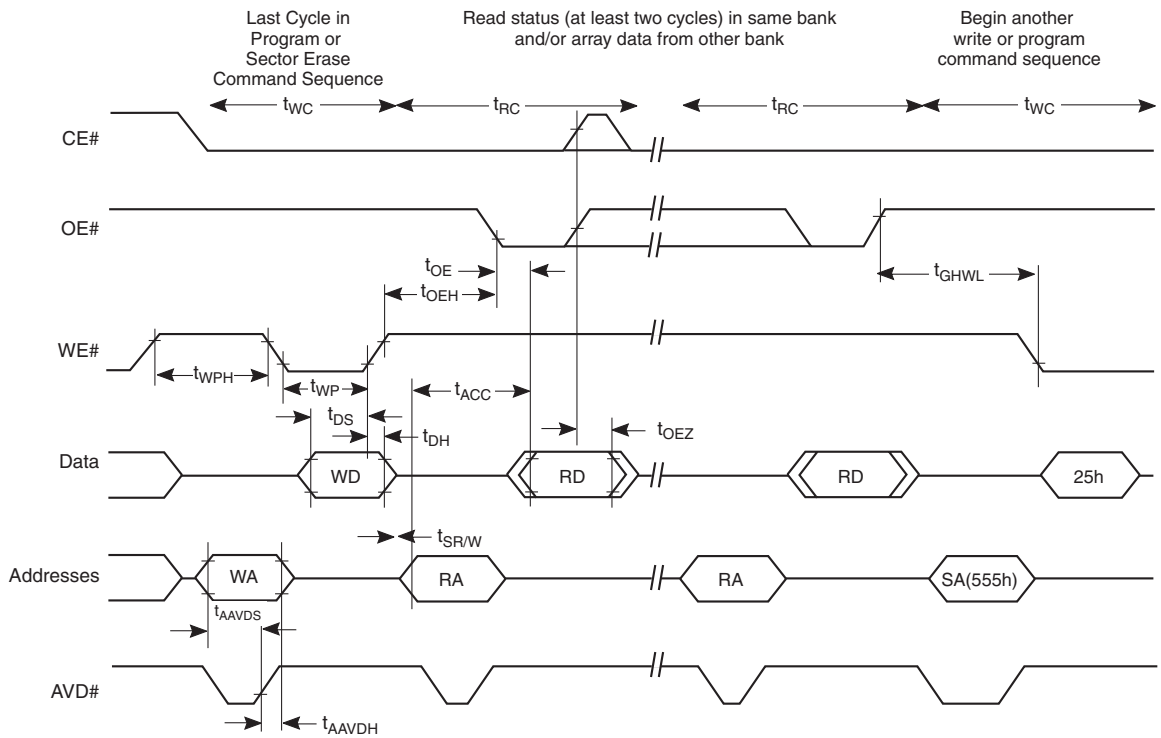 Last Cycle in
Program or
Sector Erase
Command Sequence
Read status (at least two cycles) in same bank
and/or array data from other bank
Begin another
write or program
command sequence
tWC
tRC
tRC
tWC
CE#
OE#
tOE
tOEH
tGHWL
WE#
tWPH
tWP
tACC
tDS
tDH
tOEZ
Data
WD
RD
RD
25h
tSR/W
Addresses
WA
RA
RA
SA(555h)
tAAVDS
AVD#
tAAVDH